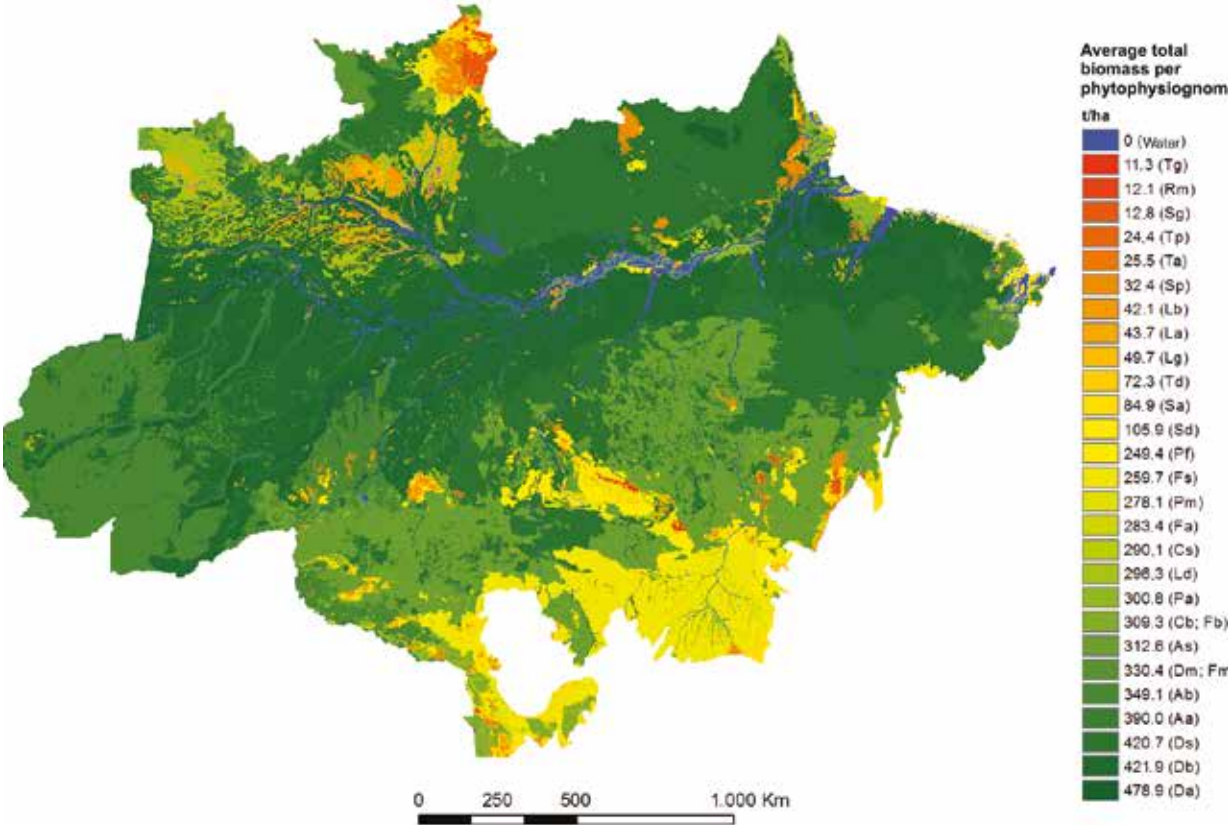 Average total
biomass per
phytophysiognom
t/ha
0 (Water)
11.3 (Tg)
12.1 (Rm)
12.8 (Sg)
24.4 (Tp)
25.5 (Ta)
32.4 (Sp)
42.1 (Lb)
43.7 (La)
49.7 (Lg)
72.3 (Td)
84.9 (Sa)
105.9 (Sd)
249.4 (Pf)
259.7 (Fs)
278.1 (Pm)
283.4 (Fa)
290.1 (Cs)
296.3 (Ld)
300.8 (Pa)
309.3 (Cb; Fb)
312.6 (As)
330.4 (Dm; Fm
349.1 (Ab)
390.0 (Aa)
420.7 (Ds)
421.9 (Db)
478.9 (Da)
0 250 500 1.000 Km